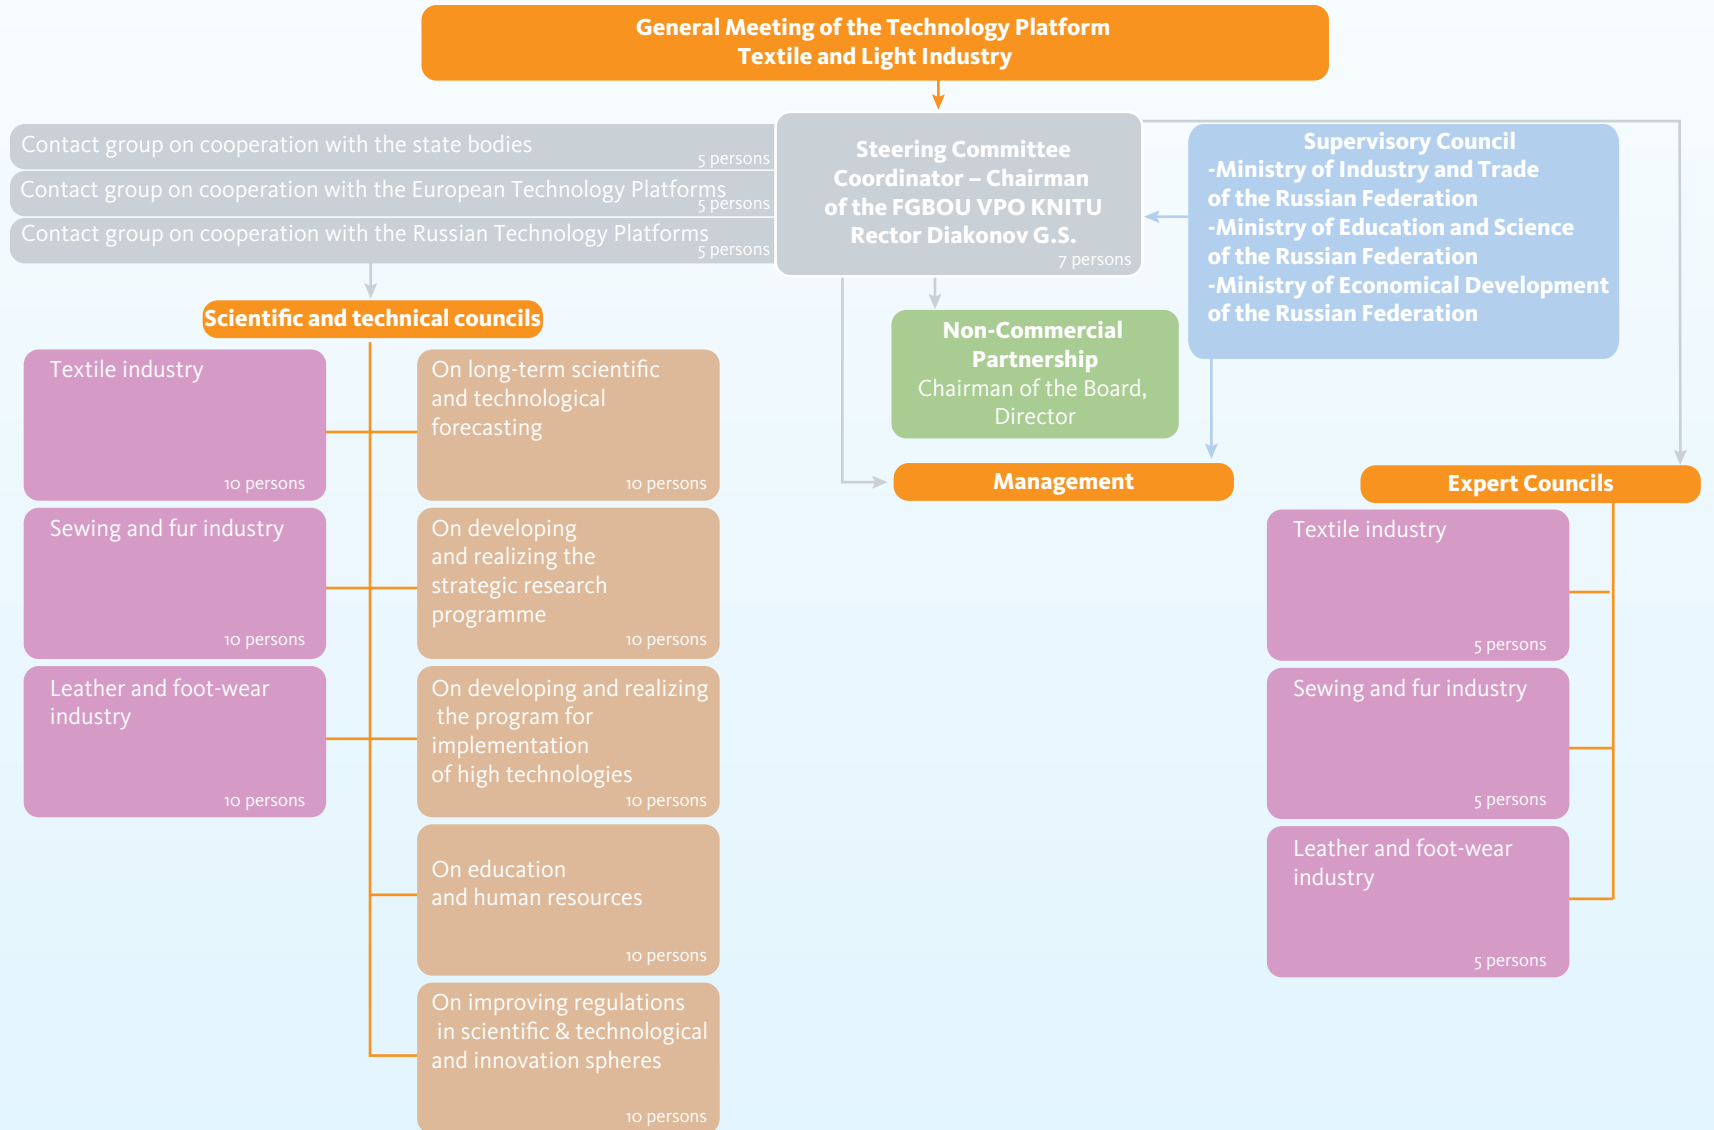 General Meeting of the Technology Platform
Textile and Light Industry
Contact group on cooperation with the state bodies
5 persons
Contact group on cooperation with the European Technology Platforms
5 persons
Contact group on cooperation with the Russian Technology Platforms
5 persons
Steering Committee
Coordinator – Chairman
of the FGBOU VPO KNITU
Rector Diakonov G.S.
7 persons
Supervisory Council
-Ministry of Industry and Trade
of the Russian Federation
-Ministry of Education and Science
of the Russian Federation
-Ministry of Economical Development
of the Russian Federation
Scientific and technical councils
Textile industry
10 persons
Sewing and fur industry
10 persons
Leather and foot-wear
industry
10 persons
On long-term scientific
and technological
forecasting
10 persons
On developing
and realizing the
strategic research
programme
10 persons
On developing and realizing
the program for
implementation
of high technologies
10 persons
On education
and human resources
10 persons
On improving regulations
in scientific & technological
and innovation spheres
10 persons
Non-Commercial
Partnership
Chairman of the Board,
Director
Management
Expert Councils
Textile industry
5 persons
Sewing and fur industry
5 persons
Leather and foot-wear
industry
5 persons